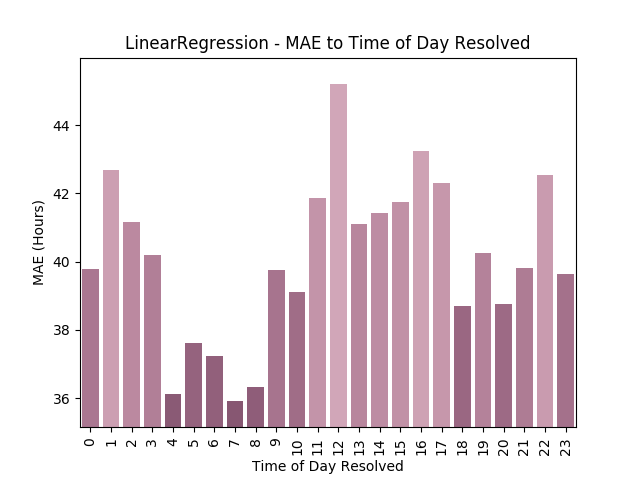 LinearRegression - MAE to Time of Day Resolved
44
42
40
38
36
MAE (Hours)
0 1 2 3 4 5 6 7 8 9 10 11 12 13 14 15 16 17 18 19 20 21 22 23
Time of Day Resolved